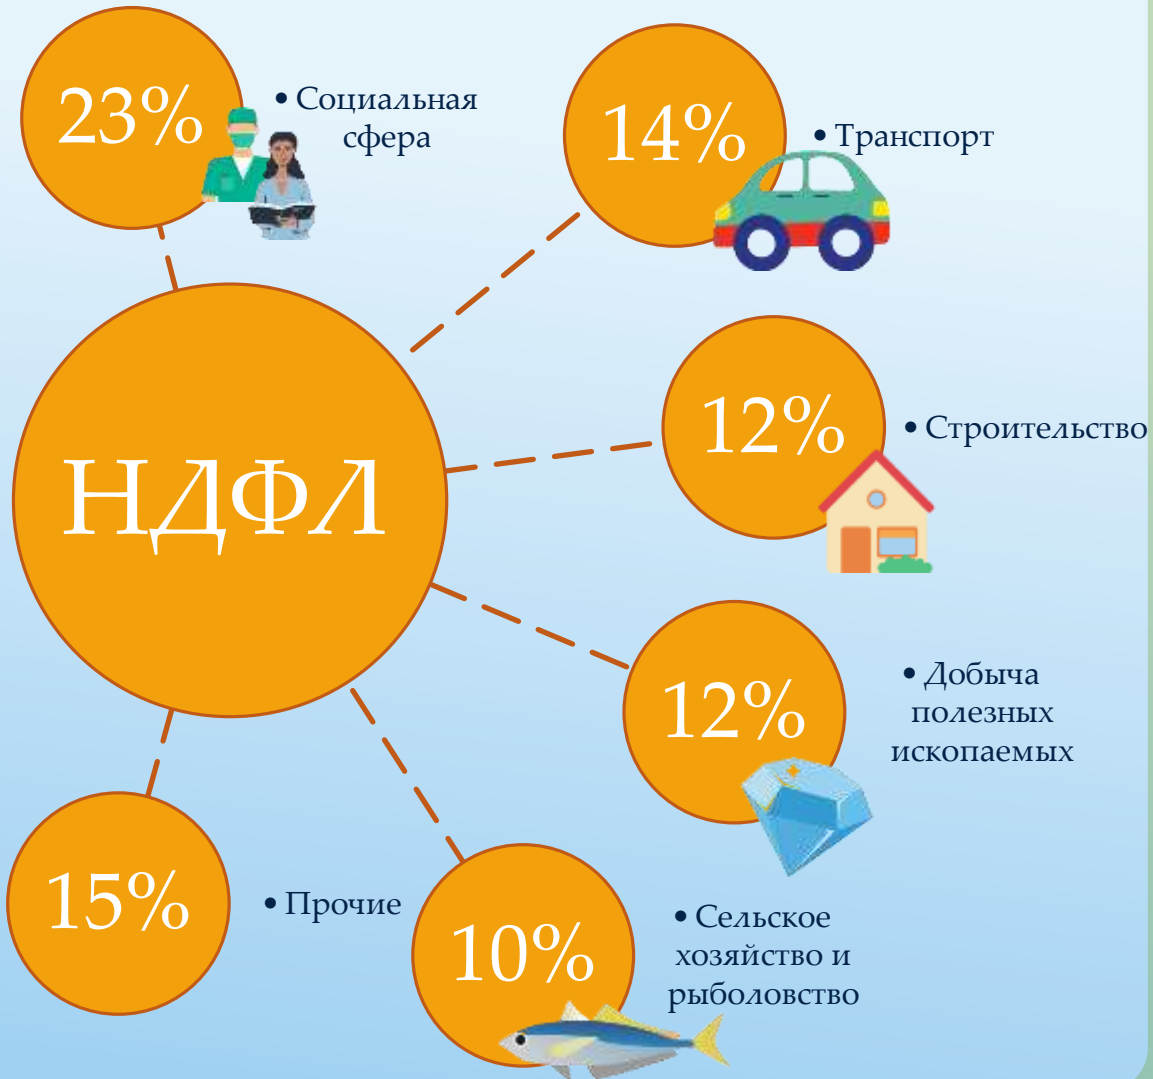 23%
• Социальная
сфера
14%
• Транспорт
12%
• Строительство
НДФЛ
12%
• Добыча
полезных
ископаемых
15%
• Прочие
10%
• Сельское
хозяйство и
рыболовство